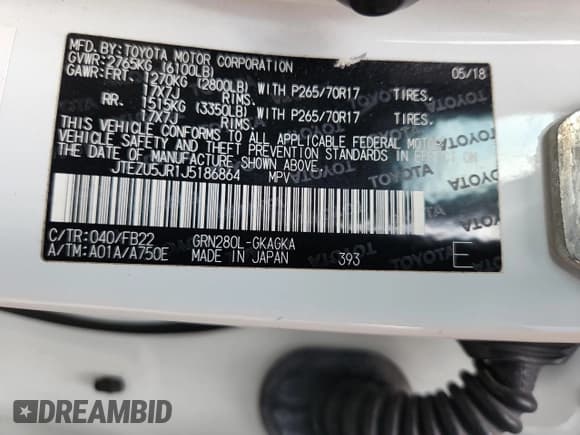 MFD. BY: TOYOTA MOTOR CORPORATION 05/18
GVWR: 2765KG (6100LB)
GAWR: FRT. 1270KG (2800LB) WITH P265/70R17 TIRES.
17X7J RIMS.
RR. 1515KG (3350LB) WITH P265/70R17 TIRES.
17X7J RIMS.
THIS VEHICLE CONFORMS TO ALL APPLICABLE FEDERAL MOTOR
VEHICLE SAFETY AND THEFT PREVENTION STANDARDS IN EFFECT ON
THE DATE OF MANUFACTURE SHOWN ABOVE.
JTEZU5JR1J5186864 MPV
C/TR: 040/FB22 GRN280L-GKAGKA
A/TM: A01A/A750E MADE IN JAPAN 393 E
DREAMBID